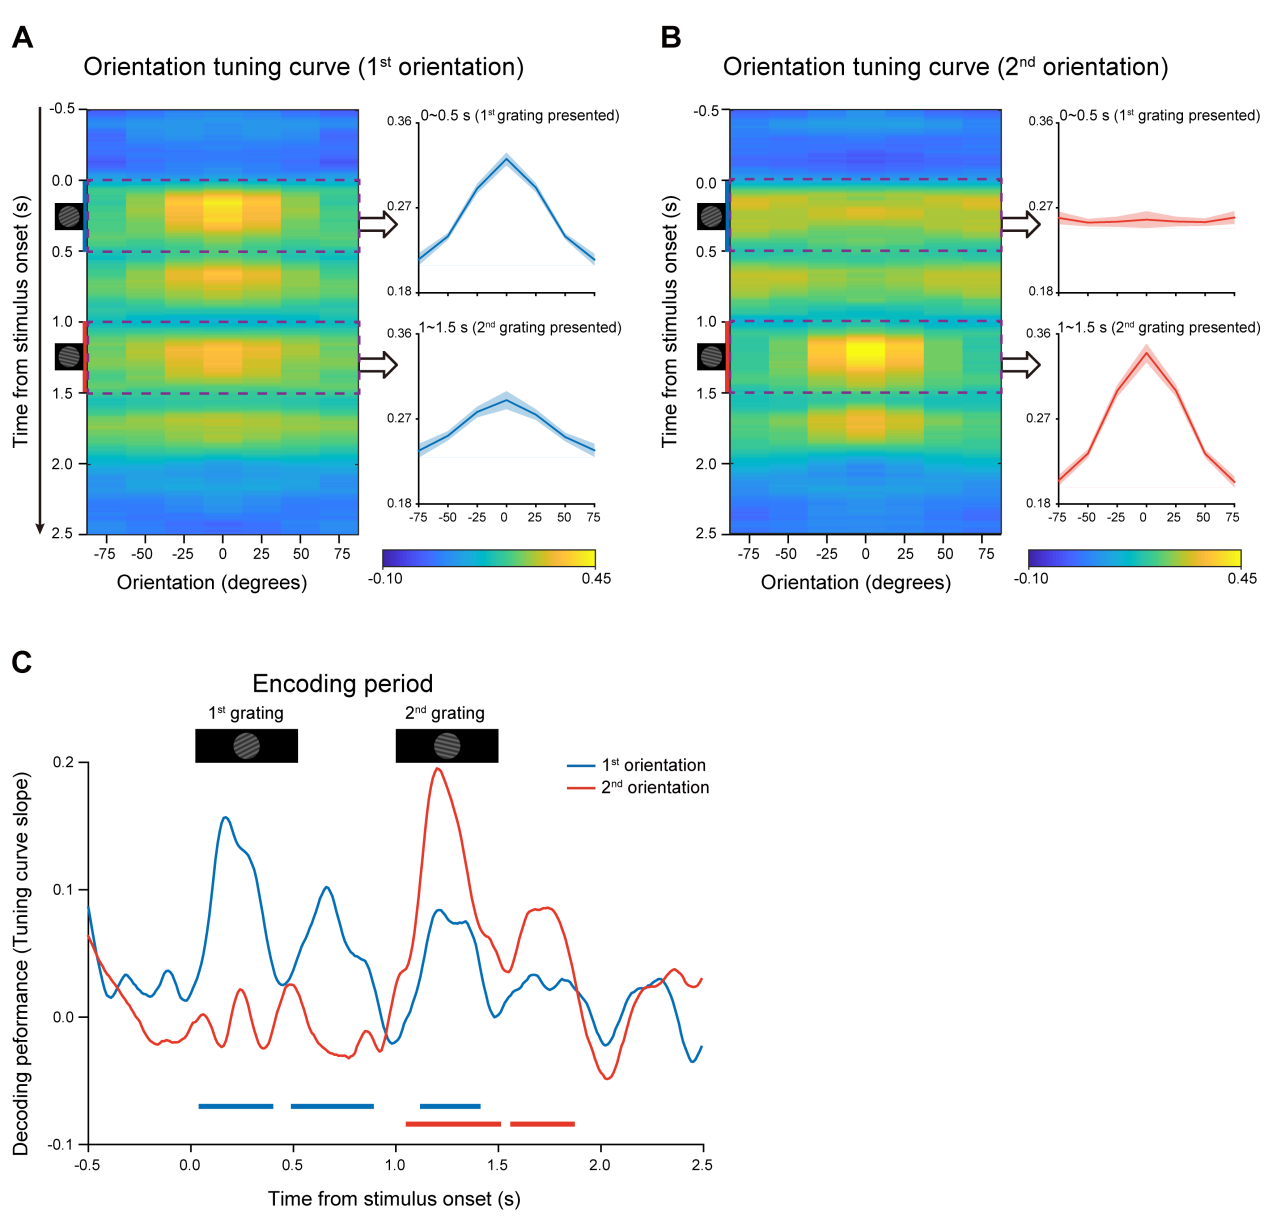 A
Orientation tuning curve (1st orientation)
Time from stimulus onset (s)
-0.5
0.0
0.5
1.0
1.5
2.0
2.5
-75 -50 -25 0 25 50 75
Orientation (degrees)
0~0.5 s (1st grating presented)
0.36
0.27
0.18
1~1.5 s (2nd grating presented)
0.36
0.27
0.18
-75 -50 -25 0 25 50 75
-0.10 0.45
B
Orientation tuning curve (2nd orientation)
Time from stimulus onset (s)
-0.5
0.0
0.5
1.0
1.5
2.0
2.5
-75 -50 -25 0 25 50 75
Orientation (degrees)
0~0.5 s (1st grating presented)
0.36
0.27
0.18
1~1.5 s (2nd grating presented)
0.36
0.27
0.18
-75 -50 -25 0 25 50 75
-0.10 0.45
C
Encoding period
1st grating 2nd grating
1st orientation
2nd orientation
Decoding peformance (Tuning curve slope)
0.2
0.1
0.0
-0.1
-0.5 0.0 0.5 1.0 1.5 2.0 2.5
Time from stimulus onset (s)